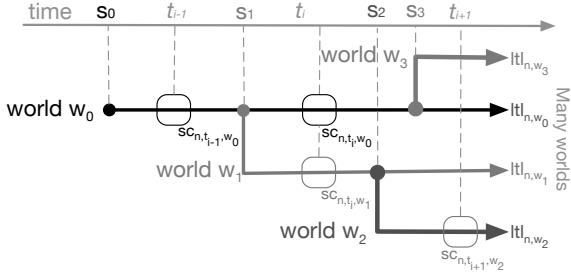 time s₀ tᵢ₋₁ s₁ tᵢ s₂ s₃ tᵢ₊₁
world w₃ ltlₙ,w₃
world w₀ ltlₙ,w₀
scₙ,tᵢ₋₁,w₀ scₙ,tᵢ,w₀
world w₁ ltlₙ,w₁
scₙ,tᵢ,w₁
world w₂ ltlₙ,w₂
scₙ,tᵢ₊₁,w₂
Many worlds